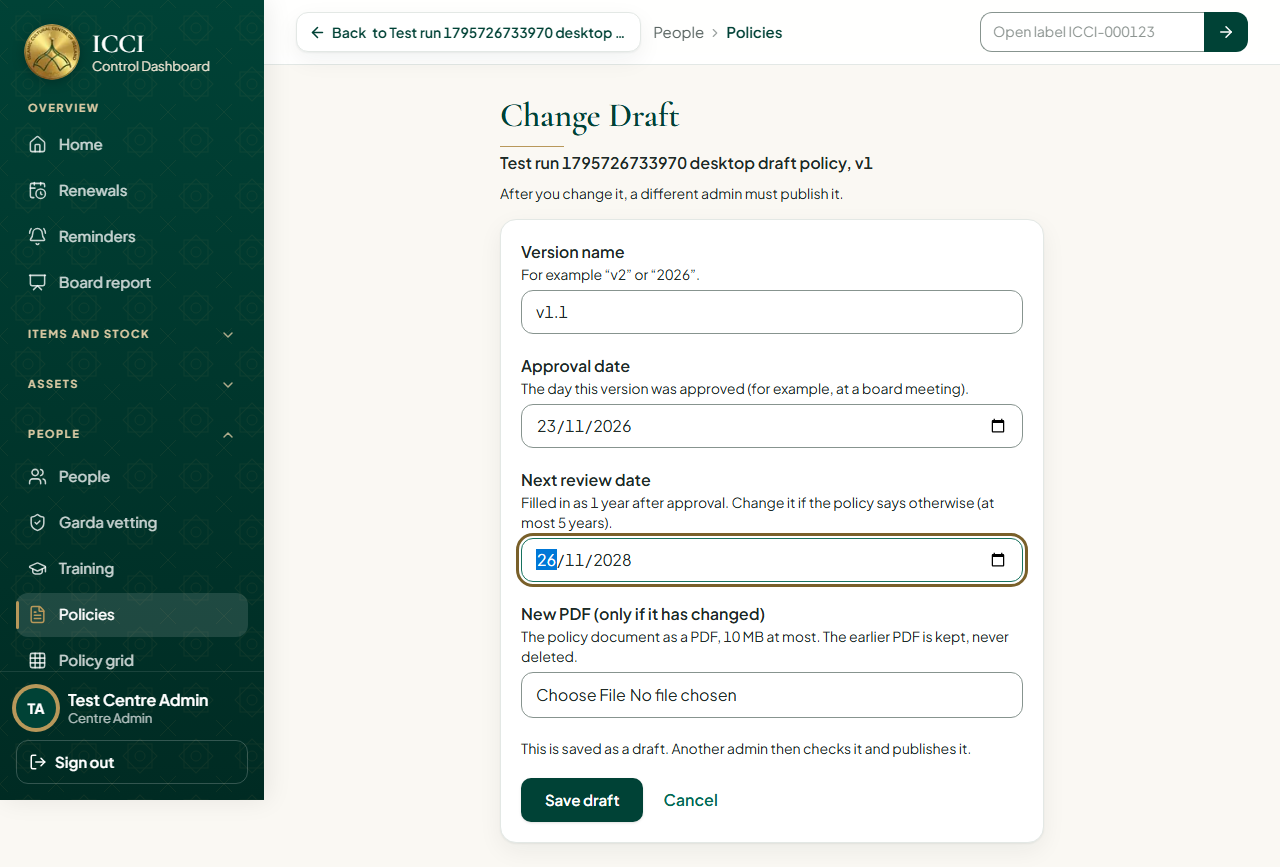 ICCI
Control Dashboard
OVERVIEW
Home
Renewals
Reminders
Board report
ITEMS AND STOCK
ASSETS
PEOPLE
People
Garda vetting
Training
Policies
Policy grid
TA
Test Centre Admin
Centre Admin
Sign out
Back to Test run 1795726733970 desktop ...
People > Policies
Open label ICCI-000123
Change Draft
Test run 1795726733970 desktop draft policy, v1
After you change it, a different admin must publish it.
Version name
For example “v2” or “2026”.
v1.1
Approval date
The day this version was approved (for example, at a board meeting).
23/11/2026
Next review date
Filled in as 1 year after approval. Change it if the policy says otherwise (at
most 5 years).
26/11/2028
New PDF (only if it has changed)
The policy document as a PDF, 10 MB at most. The earlier PDF is kept, never
deleted.
Choose File No file chosen
This is saved as a draft. Another admin then checks it and publishes it.
Save draft
Cancel